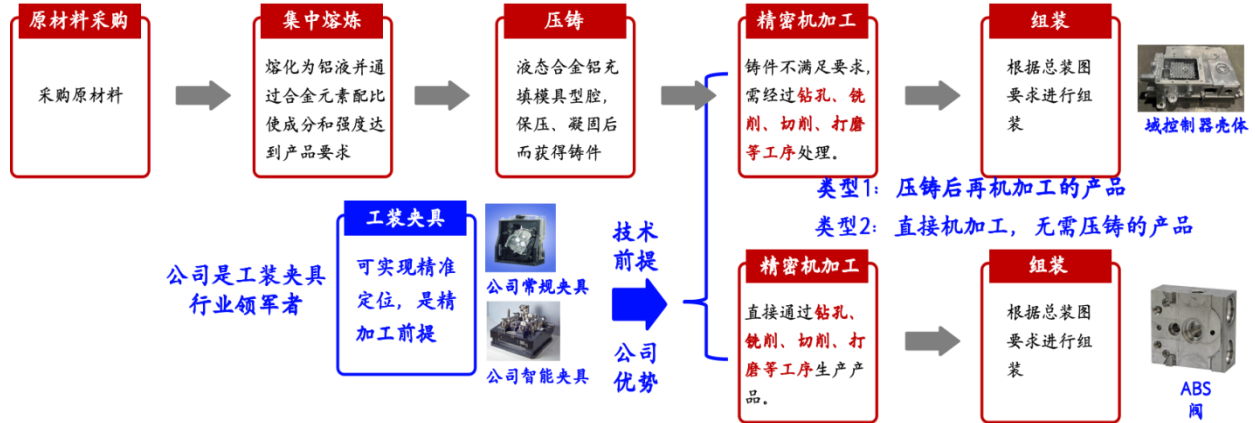 原材料采购
采购原材料
集中熔炼
熔化为铝液并通
过合金元素配比
使成分和强度达
到产品要求
压铸
液态合金铝充
填模具型腔，
保压、凝固后
而获得铸件
精密机加工
铸件不满足要求，
需经过钻孔、铣
削、切削、打磨
等工序处理。
组装
根据总装图
要求进行组
装
域控制器壳体
类型1：压铸后再机加工的产品
类型2：直接机加工，无需压铸的产品
公司是工装夹具
行业领军者
工装夹具
可实现精准
定位，是精
加工前提
公司常规夹具
公司智能夹具
技术
前提
公司
优势
精密机加工
直接通过钻孔、
铣削、切削、打
磨等工序生产产
品。
组装
根据总装图
要求进行组
装
ABS
阀